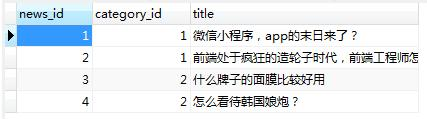 news_id category_id title
1 1 微信小程序，app的末日来了？
2 1 前端处于疯狂的造轮子时代，前端工程师怎
3 2 什么牌子的面膜比较好用
4 2 怎么看待韩国娘炮？